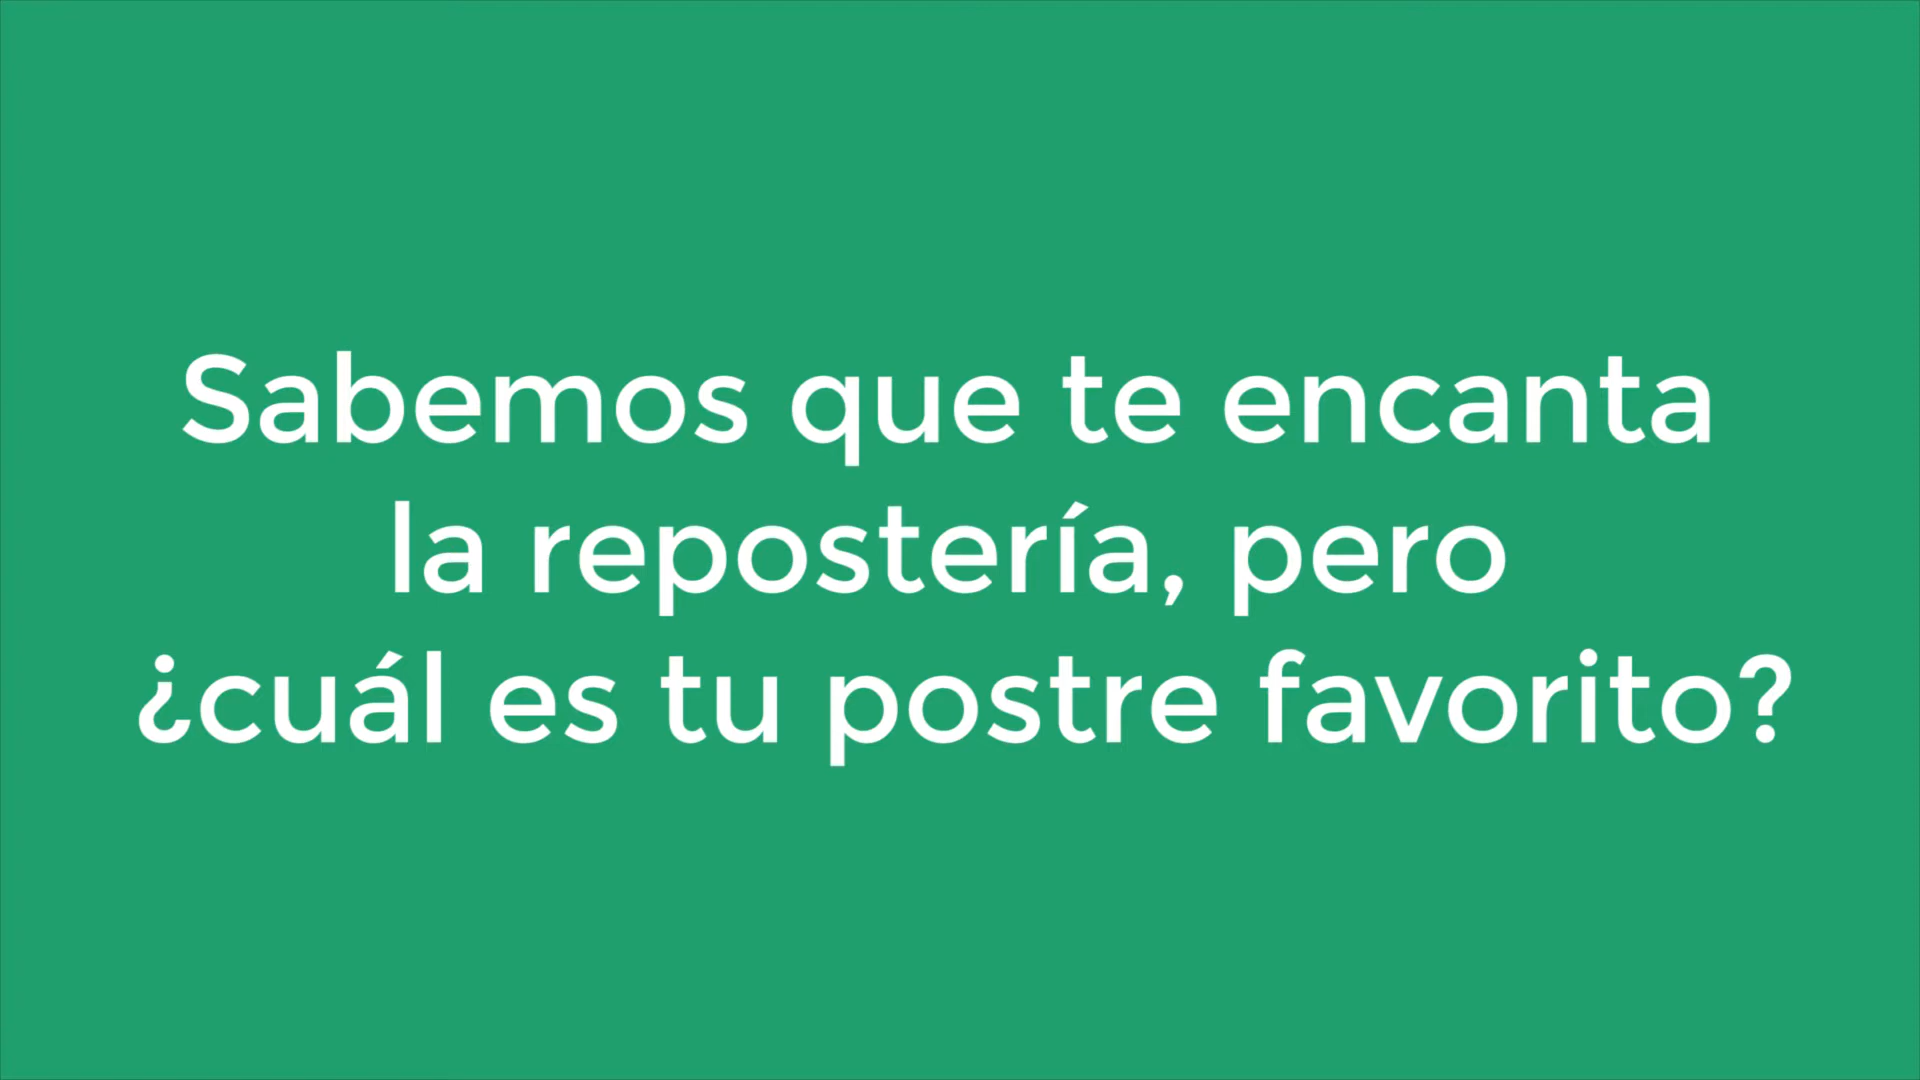 Sabemos que te encanta
la repostería, pero
¿cuál es tu postre favorito?